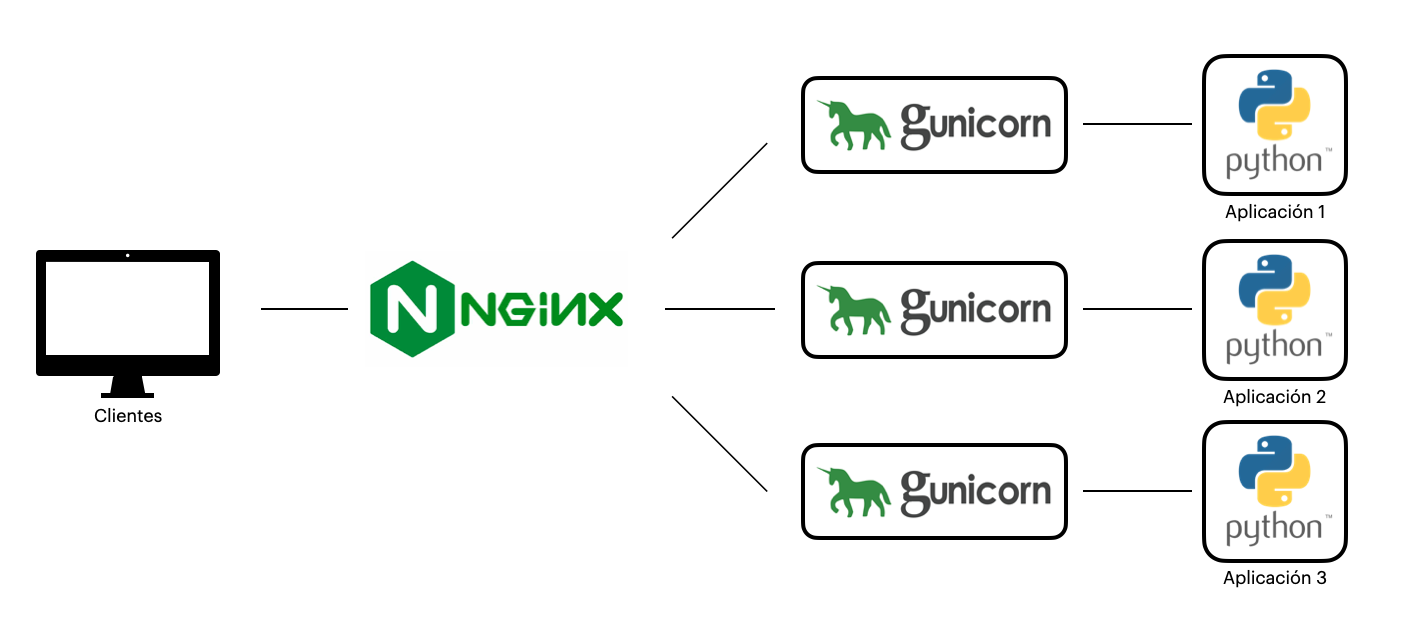 Clientes
N NGINX
gunicorn
python™
Aplicación 1
gunicorn
python™
Aplicación 2
gunicorn
python™
Aplicación 3